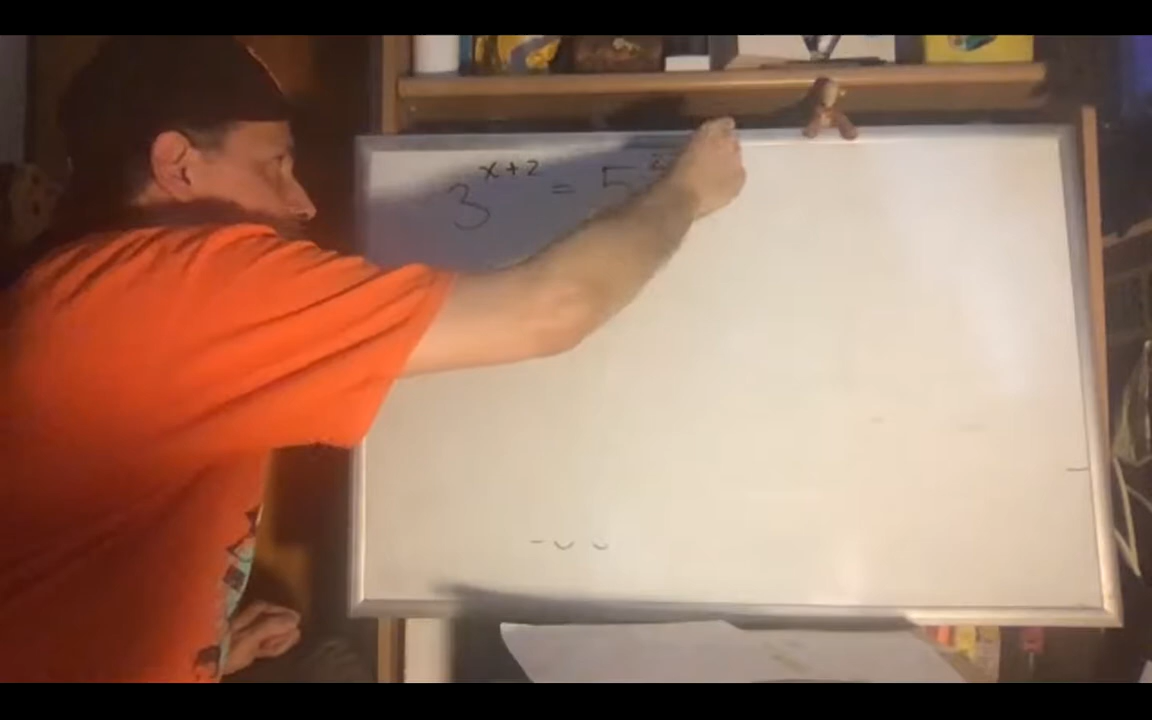 3^{x+2} = 5